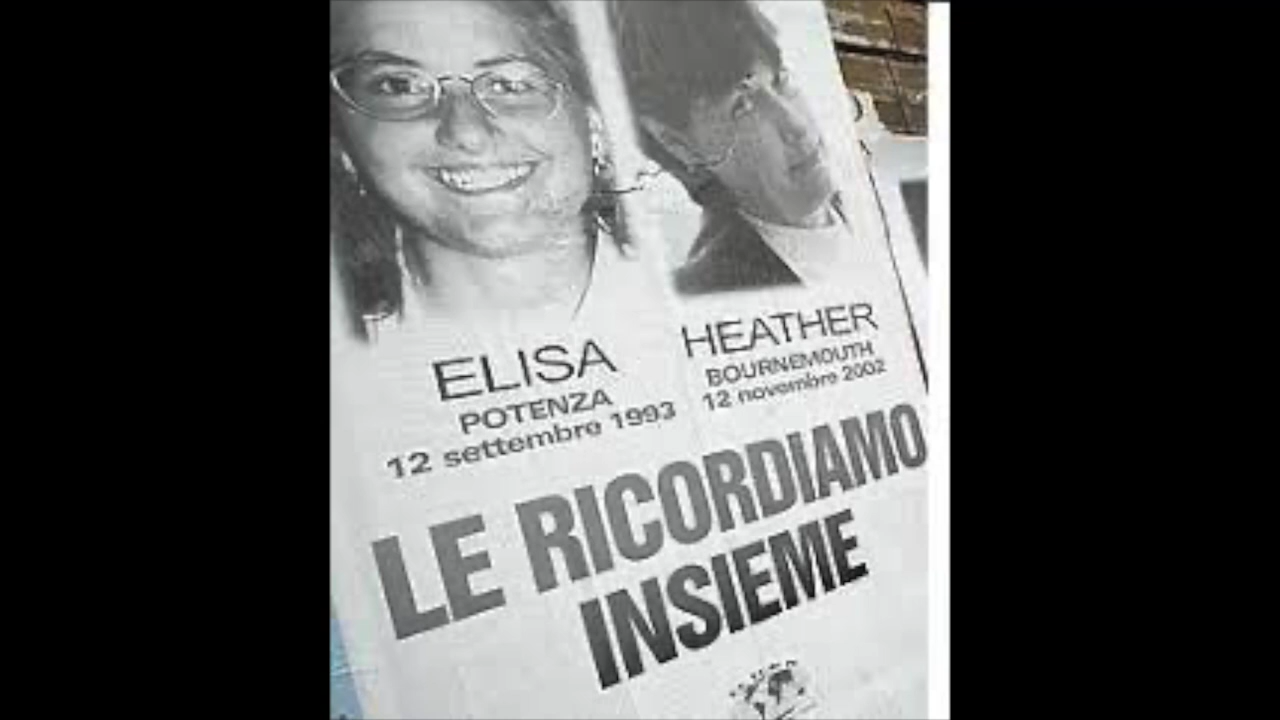 ELISA
POTENZA
12 settembre 1993
HEATHER
BOURNEMOUTH
12 novembre 2002
LE RICORDIAMO
INSIEME